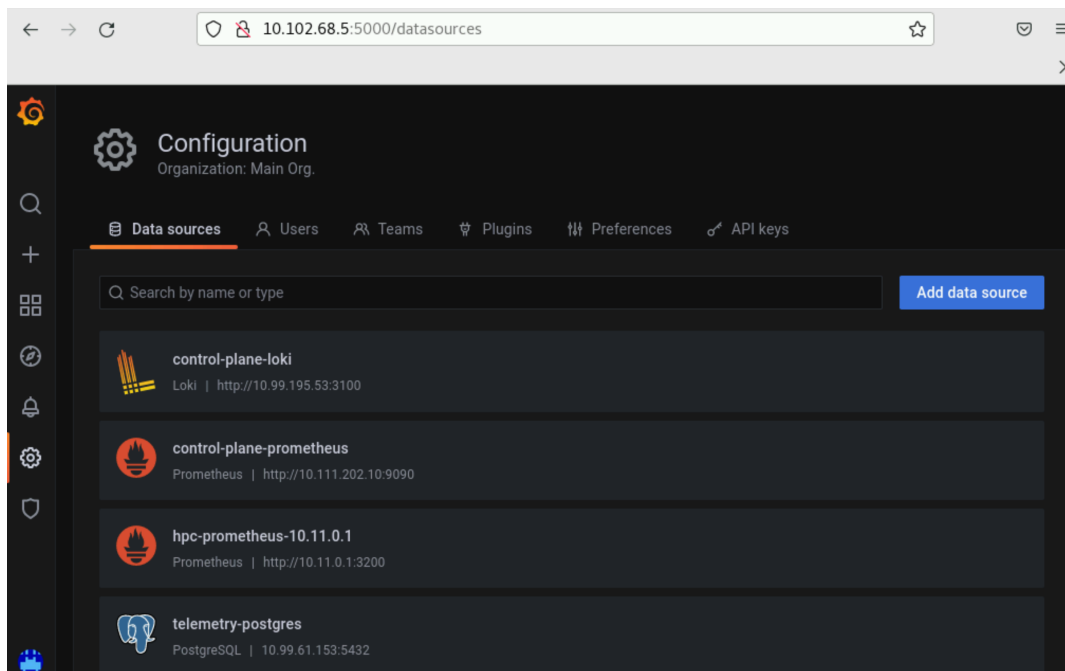 10.102.68.5:5000/datasources
Configuration
Organization: Main Org.
Data sources Users Teams Plugins Preferences API keys
Search by name or type Add data source
control-plane-loki
Loki | http://10.99.195.53:3100
control-plane-prometheus
Prometheus | http://10.111.202.10:9090
hpc-prometheus-10.11.0.1
Prometheus | http://10.11.0.1:3200
telemetry-postgres
PostgreSQL | 10.99.61.153:5432